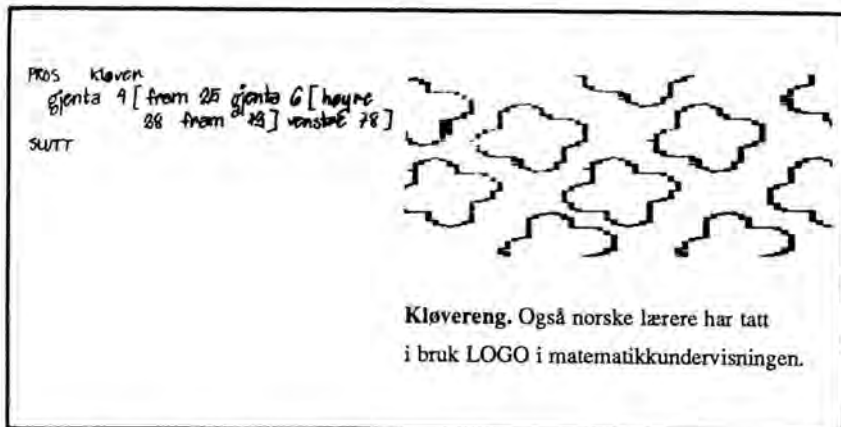 PROS kløver
gjenta 4 [ fram 25 gjenta 6 [ høyre
28 fram ] venstre 78 ]
SLUTT
Kløvereng. Også norske lærere har tatt
i bruk LOGO i matematikkundervisningen.